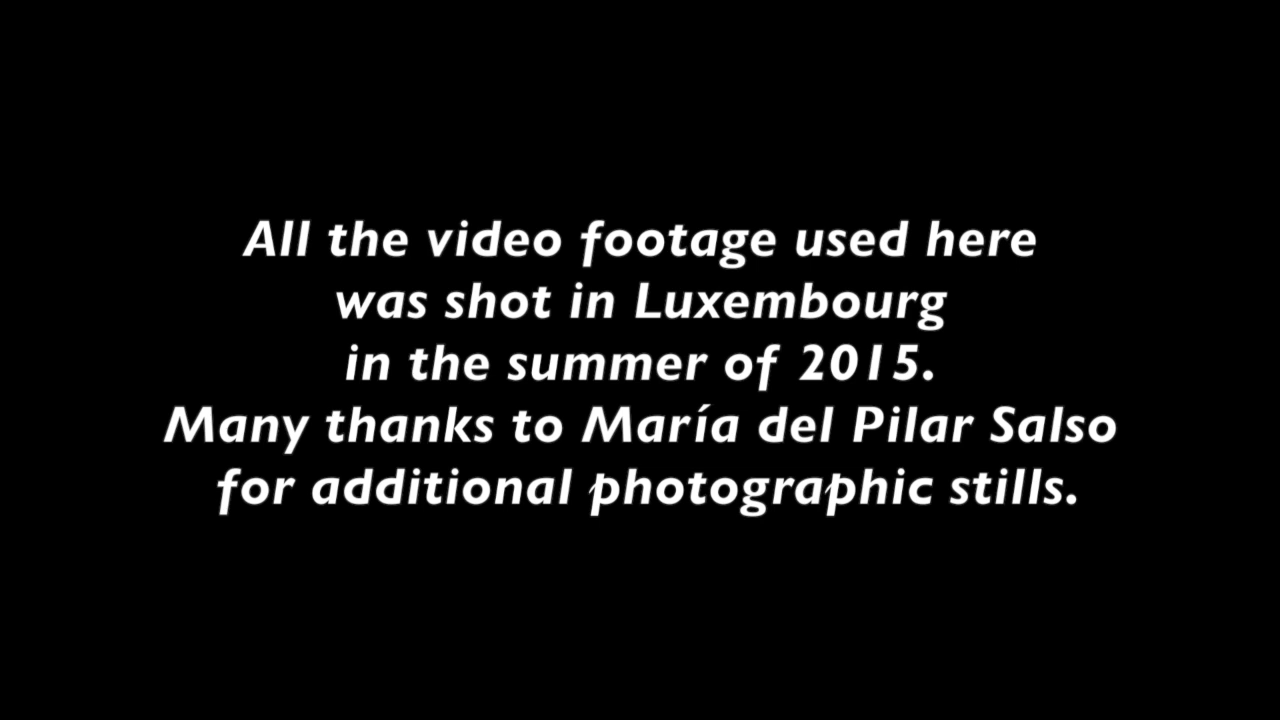 All the video footage used here
was shot in Luxembourg
in the summer of 2015.
Many thanks to María del Pilar Salso
for additional photographic stills.